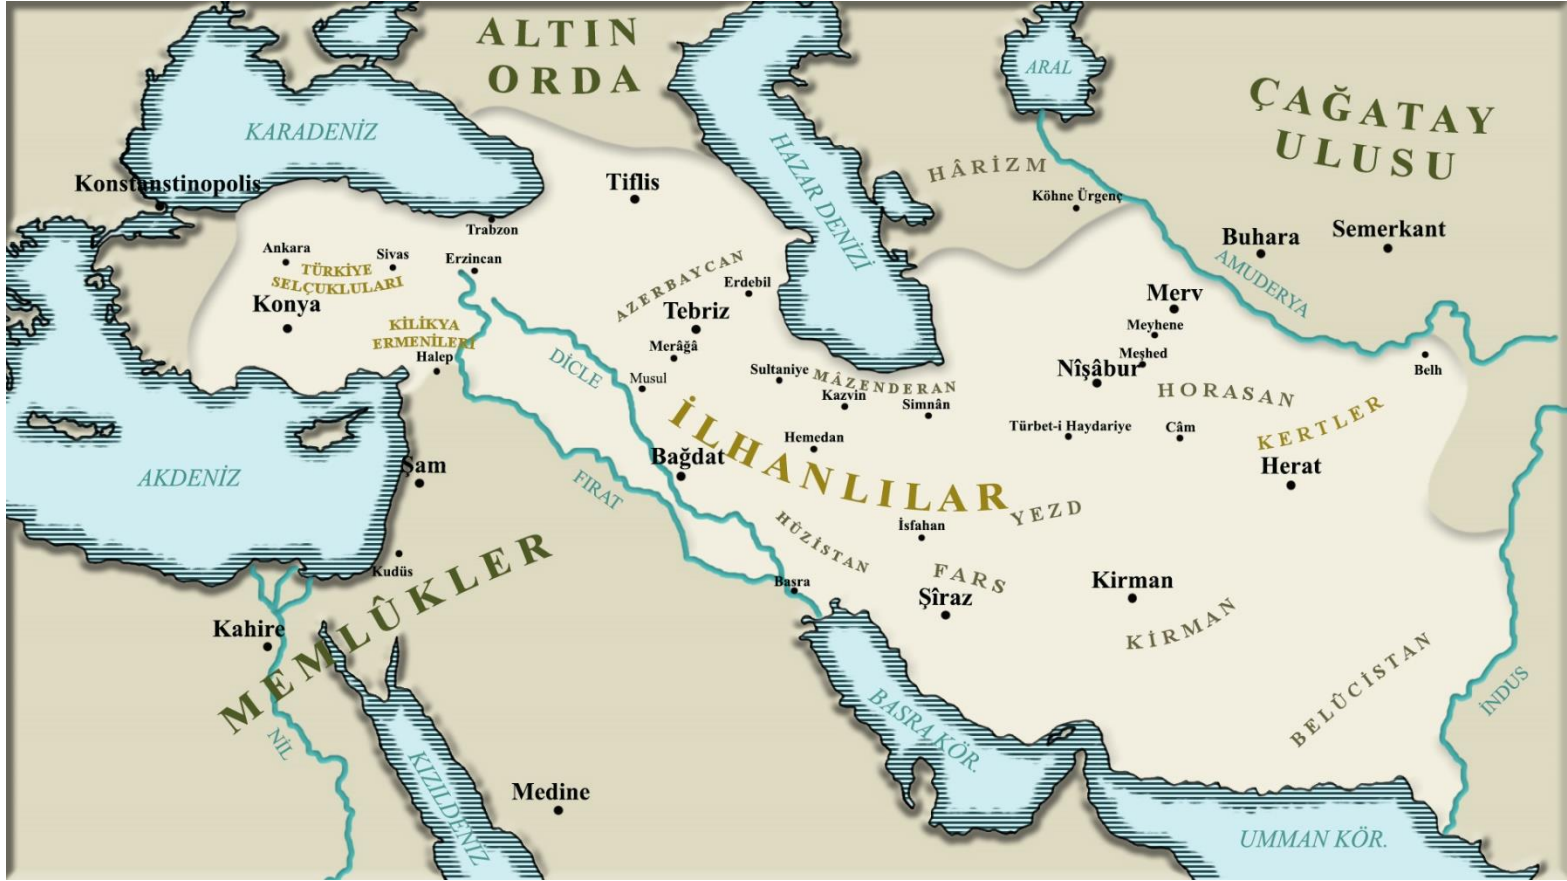 ALTIN
ORDA
ÇAĞATAY
ULUSU
ARAL
KARADENİZ
HAZAR DENİZİ
HÂRİZM
Konstanstinopolis
Tiflis
Köhne Ürgenç
Trabzon
Buhara
Semerkant
AMUDERYA
Ankara
Sivas
Erzincan
TÜRKİYE
SELÇUKLULARI
AZERBAYCAN
Erdebil
Konya
Tebriz
Merv
Meyhene
KİLİKYA
ERMENİLERİ
Halep
Merâğâ
Musul
DİCLE
Sultaniye
MÂZENDERAN
Kazvin
Simnân
Meşhed
Nîşâbur
Belh
HORASAN
KERTLER
Türbet-i Haydariye
Câm
İLHANLILAR
Hemedan
Bağdat
Herat
AKDENİZ
Şam
FIRAT
İsfahan
YEZD
HÛZİSTAN
Kudüs
MEMLÛKLER
Basra
FARS
Şîraz
Kirman
KİRMAN
Kahire
NİL
BELÛCİSTAN
İNDUS
BASRA KÖR.
KIZILDENİZ
Medine
UMMAN KÖR.